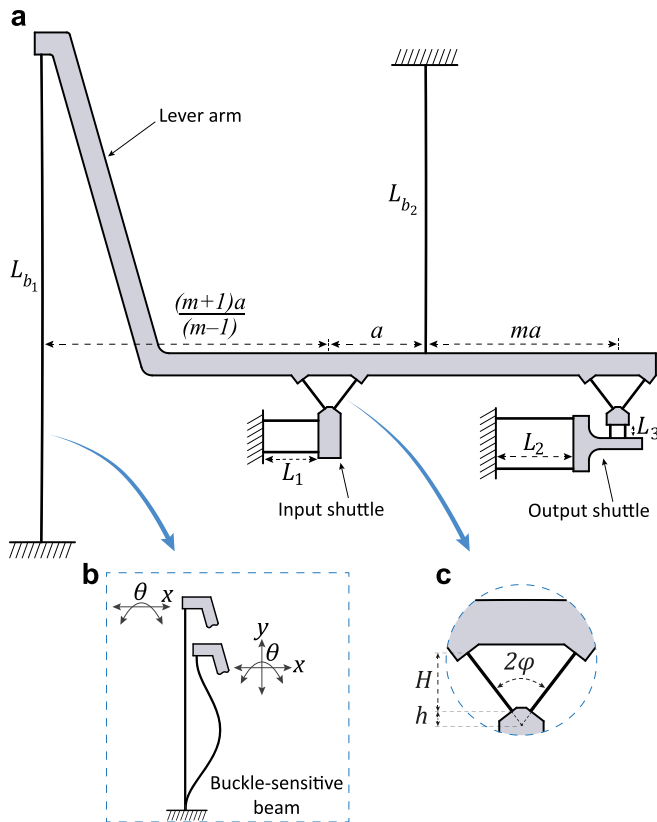 a
Lever arm
L_{b_2}
L_{b_1}
(m+1)a
(m−1)
a
ma
L_1
L_2
L_3
Input shuttle
Output shuttle
b
θ x
y
θ
x
Buckle-sensitive
beam
c
2φ
H
h